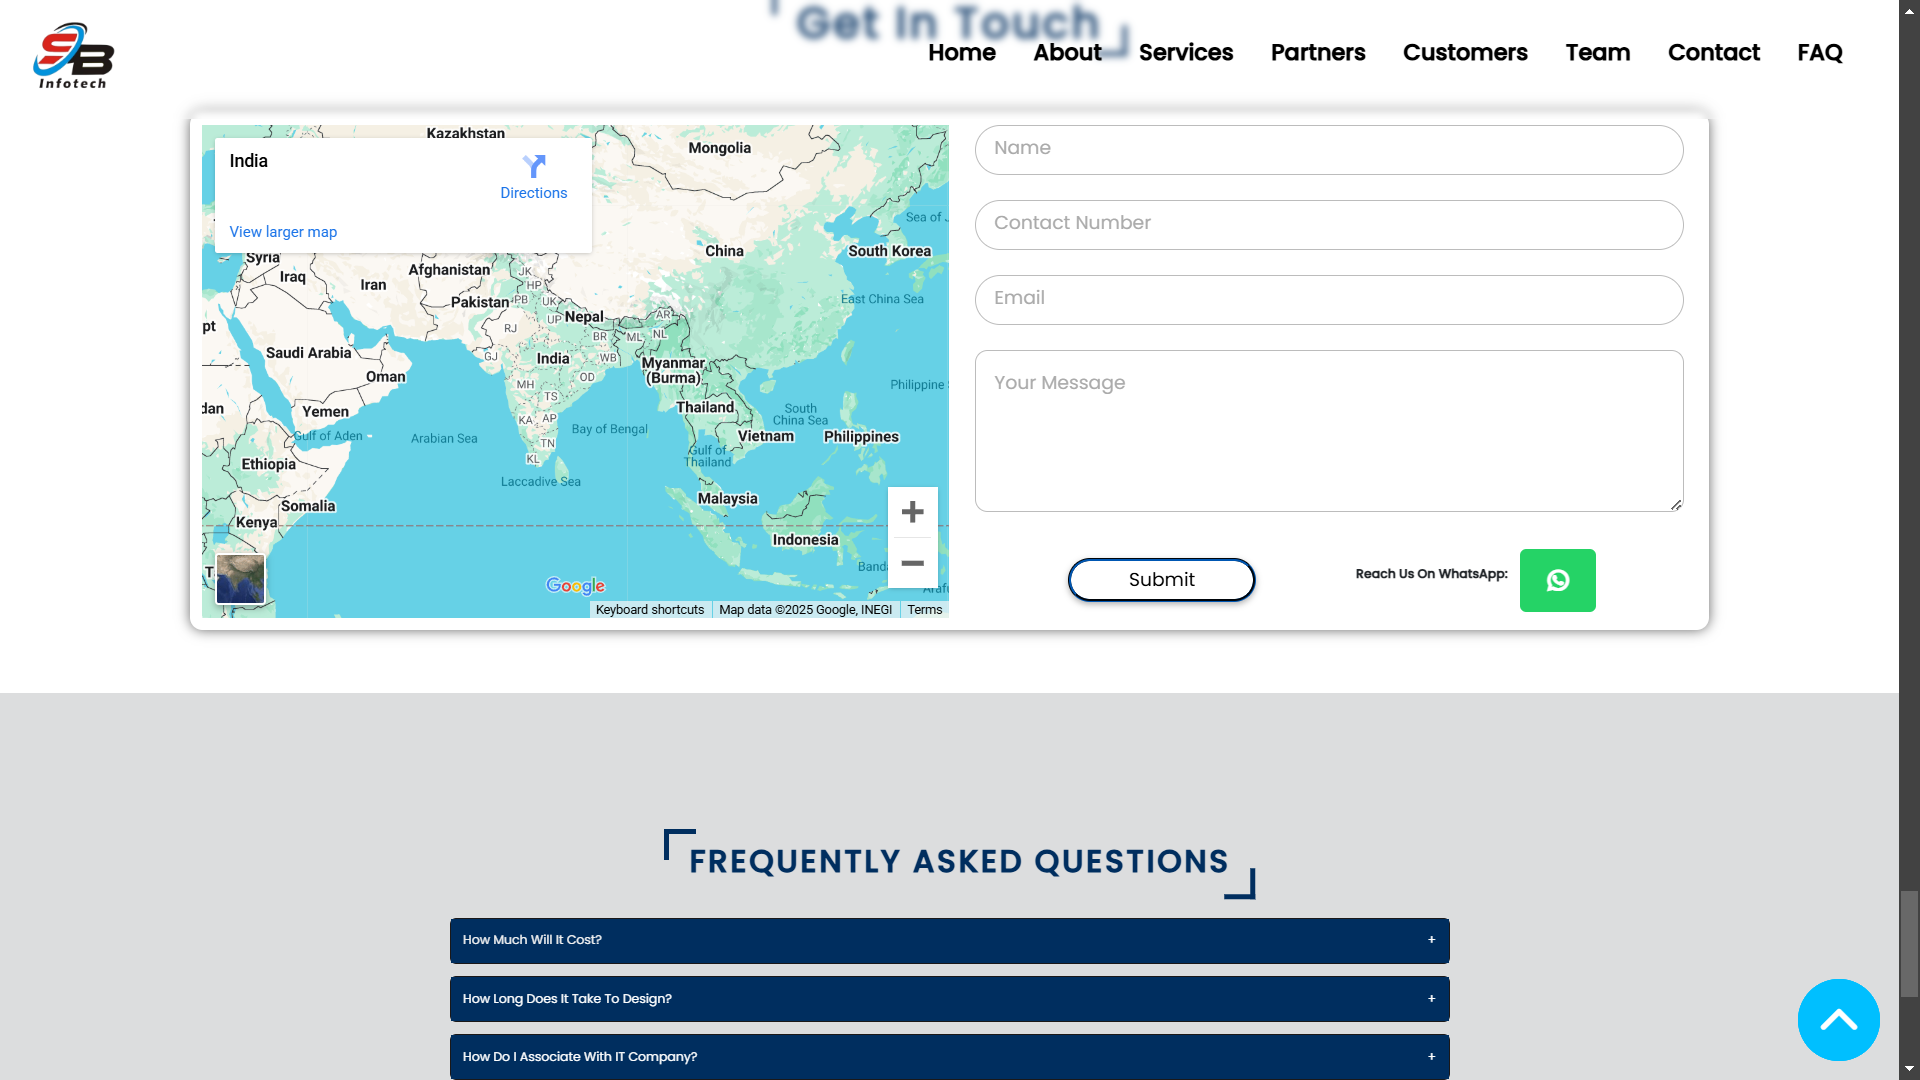 Get In Touch
SB
Infotech
Home
About
Services
Partners
Customers
Team
Contact
FAQ
India
Directions
View larger map
Kazakhstan
Mongolia
Sea of J
China
South Korea
Syria
Iraq
Iran
Afghanistan
JK
HP
PB
UK
East China Sea
Pakistan
Nepal
UP
AR
pt
RJ
BR
ML
NL
Saudi Arabia
GJ
India
WB
Myanmar
(Burma)
Oman
MH
OD
Philippine
TS
dan
Yemen
KA
AP
Thailand
South
China Sea
Gulf of Aden
Arabian Sea
Bay of Bengal
TN
Vietnam
Philippines
KL
Gulf of
Thailand
Ethiopia
Laccadive Sea
Malaysia
Somalia
Kenya
Indonesia
T
Banda
Arafu
Google
Keyboard shortcuts
Map data ©2025 Google, INEGI
Terms
Name
Contact Number
Email
Your Message
Submit
Reach Us On WhatsApp:
FREQUENTLY ASKED QUESTIONS
How Much Will It Cost? +
How Long Does It Take To Design? +
How Do I Associate With IT Company? +